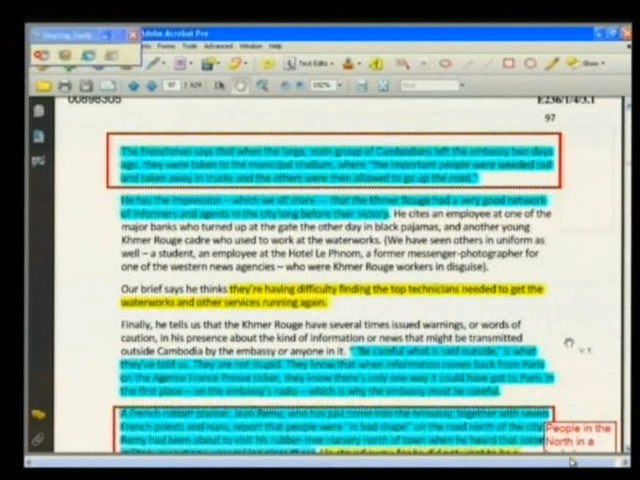 Adobe Acrobat Pro
Forms Tools Advanced Window Help
Text Edits Show
97 / 629 102% Find
00898305 E236/1/4/3.1
97
The Frenchman says that when the large, main group of Cambodians left the embassy two days
ago, they were taken to the municipal stadium, where "the important people were weeded out
and taken away in trucks and the others were then allowed to go up the road."
He has the impression – which we all share – that the Khmer Rouge had a very good network
of informers and agents in the city long before their victory. He cites an employee at one of the
major banks who turned up at the gate the other day in black pajamas, and another young
Khmer Rouge cadre who used to work at the waterworks. (We have seen others in uniform as
well – a student, an employee at the Hotel Le Phnom, a former messenger-photographer for
one of the western news agencies – who were Khmer Rouge workers in disguise).
Our brief says he thinks they're having difficulty finding the top technicians needed to get the
waterworks and other services running again.
Finally, he tells us that the Khmer Rouge have several times issued warnings, or words of
caution, in his presence about the kind of information or news that might be transmitted
outside Cambodia by the embassy or anyone in it. "Be careful what is said outside," is what
they've told us. They are not stupid. They know that when information comes back from Paris
on the Agence France Presse ticker, they know there's only one way it could have got to Paris in
the first place – on the embassy's radio – which is why the embassy must be careful.
A French rubber planter, Jean Remy, who has just come into the embassy, together with seven
French priests and nuns, report that people were "in bad shape" on the road north of the city.
Remy had been about to visit his rubber north of town when he heard that some
People in the
North in a